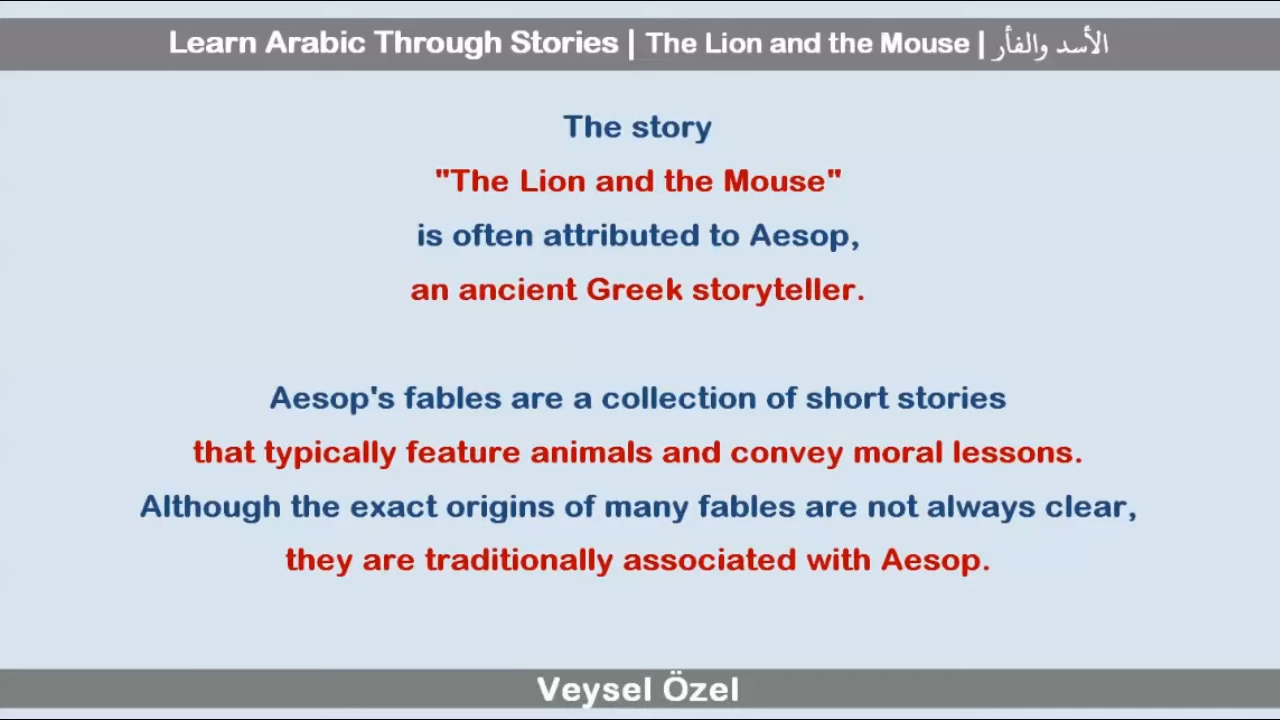 Learn Arabic Through Stories | The Lion and the Mouse | الأسد والفأر
The story
"The Lion and the Mouse"
is often attributed to Aesop,
an ancient Greek storyteller.
Aesop's fables are a collection of short stories
that typically feature animals and convey moral lessons.
Although the exact origins of many fables are not always clear,
they are traditionally associated with Aesop.
Veysel Özel